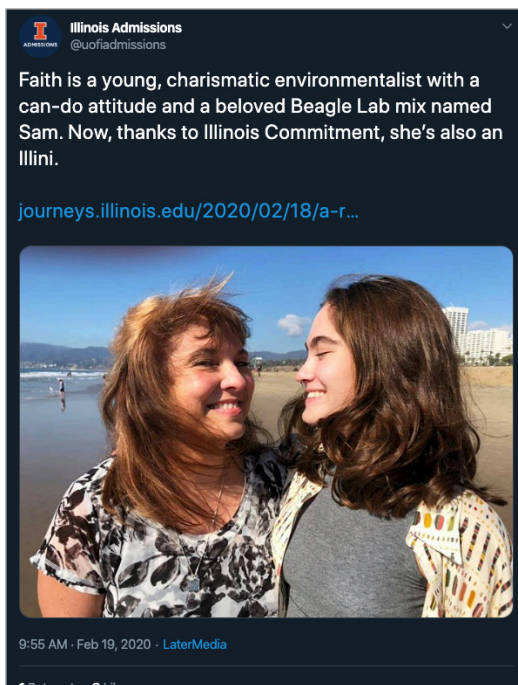 I
ADMISSIONS
Illinois Admissions
@uofiadmissions
Faith is a young, charismatic environmentalist with a
can-do attitude and a beloved Beagle Lab mix named
Sam. Now, thanks to Illinois Commitment, she's also an
Illini.
journeys.illinois.edu/2020/02/18/a-r...
9:55 AM · Feb 19, 2020 · LaterMedia